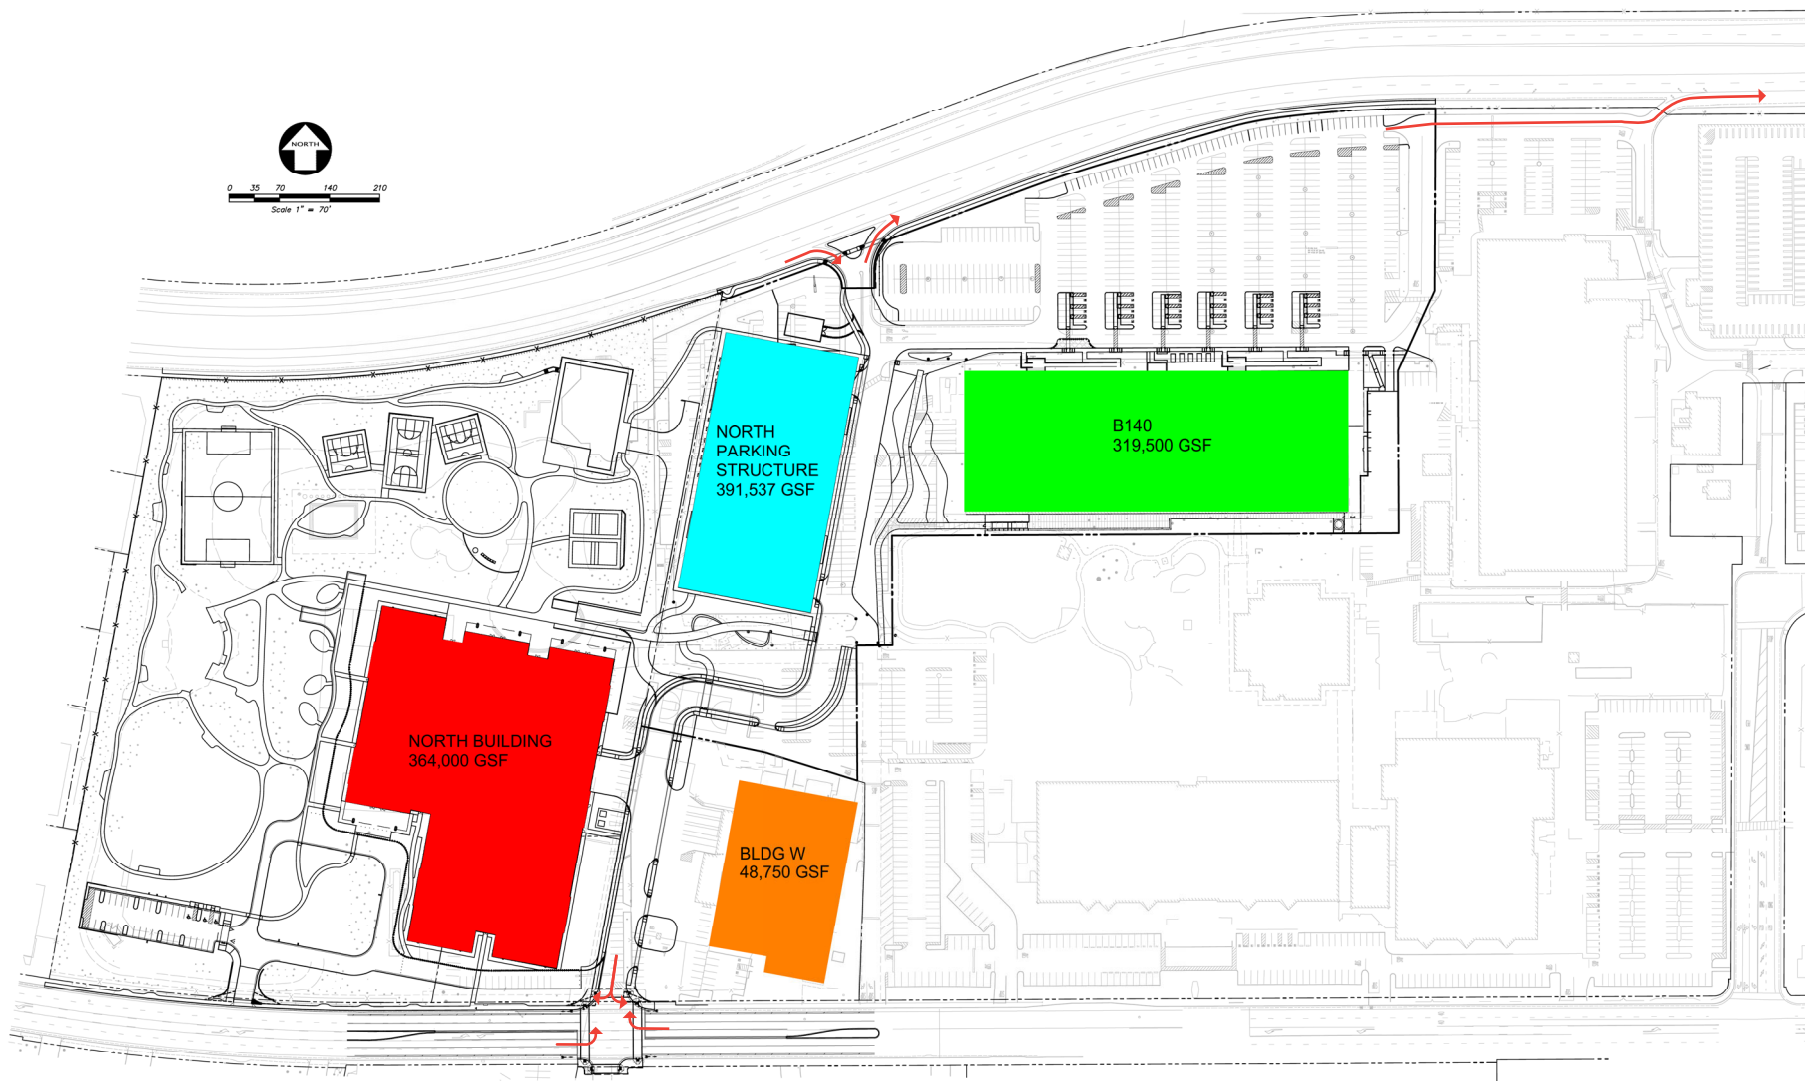 NORTH
0 35 70 140 210
Scale 1" = 70'
NORTH
PARKING
STRUCTURE
391,537 GSF
B140
319,500 GSF
NORTH BUILDING
364,000 GSF
BLDG W
48,750 GSF